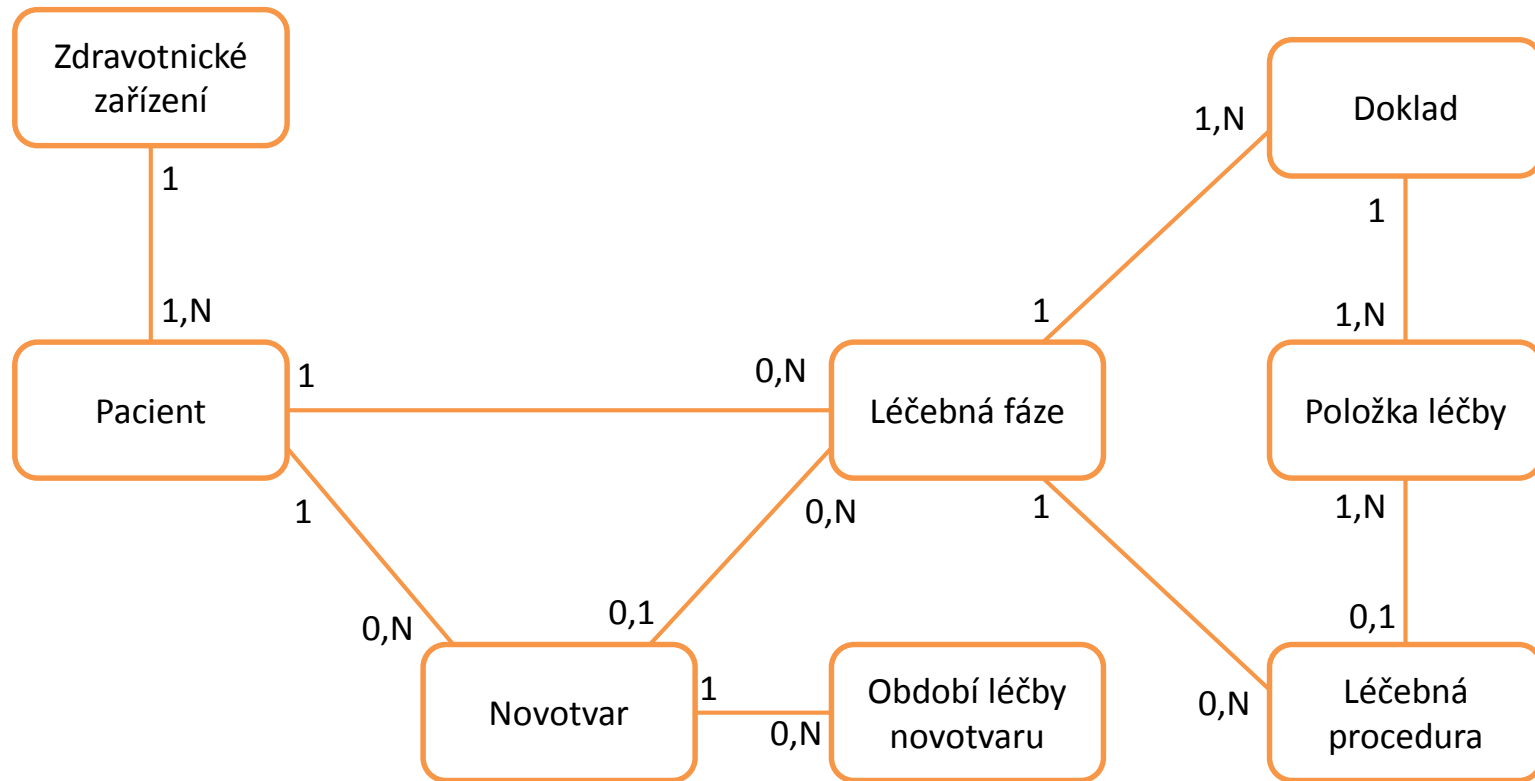 Zdravotnické
zařízení
Doklad
1,N
1
1
1,N
1
1,N
1
0,N
Pacient
Léčebná fáze
Položka léčby
1
0,N
1
1,N
0,N
0,1
0,1
1
0,N
0,N
Novotvar
Období léčby
novotvaru
Léčebná
procedura